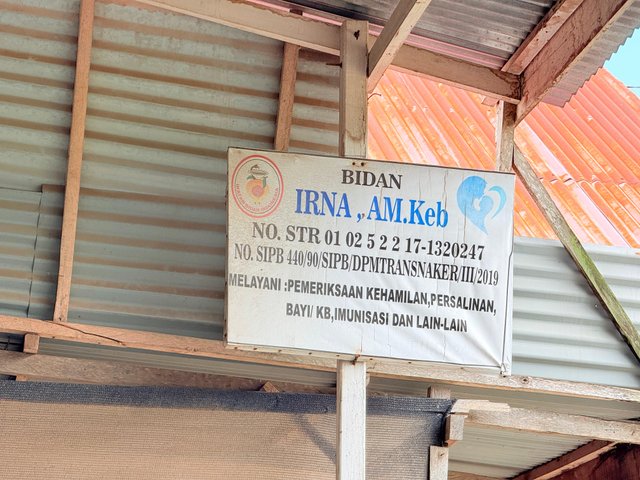 BIDAN
IRNA, AM.Keb
NO. STR 01 02 5 2 2 17-1320247
NO. SIPB 440/90/SIPB/DPMTRANSNAKER/III/2019
MELAYANI :PEMERIKSAAN KEHAMILAN,PERSALINAN,
BAYI/ KB,IMUNISASI DAN LAIN-LAIN